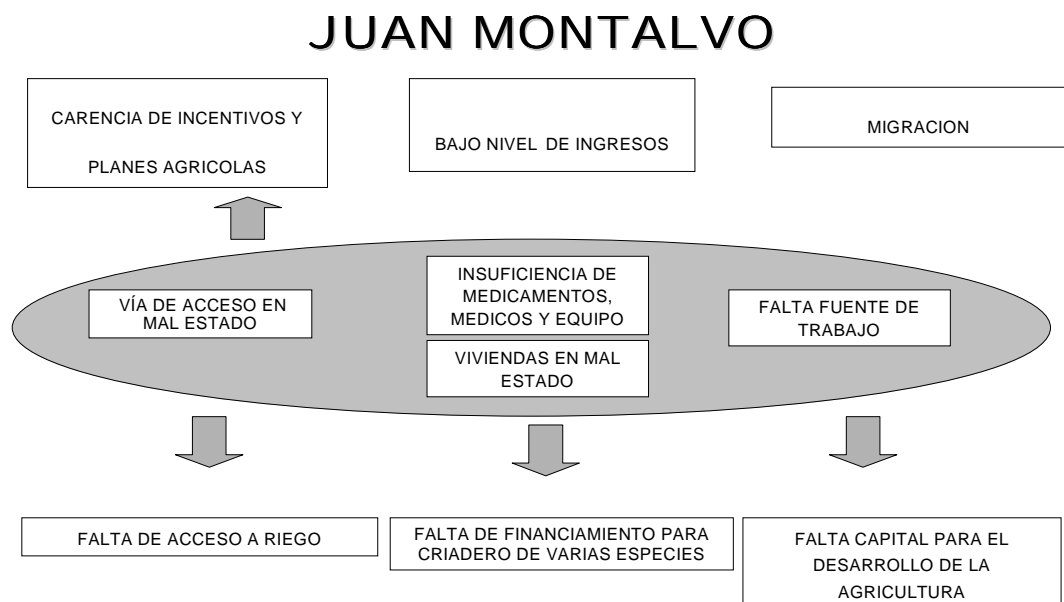 JUAN MONTALVO
CARENCIA DE INCENTIVOS Y
PLANES AGRICOLAS
BAJO NIVEL DE INGRESOS
MIGRACION
VÍA DE ACCESO EN
MAL ESTADO
INSUFICIENCIA DE
MEDICAMENTOS,
MEDICOS Y EQUIPO
VIVIENDAS EN MAL
ESTADO
FALTA FUENTE DE
TRABAJO
FALTA DE ACCESO A RIEGO
FALTA DE FINANCIAMIENTO PARA
CRIADERO DE VARIAS ESPECIES
FALTA CAPITAL PARA EL
DESARROLLO DE LA
AGRICULTURA